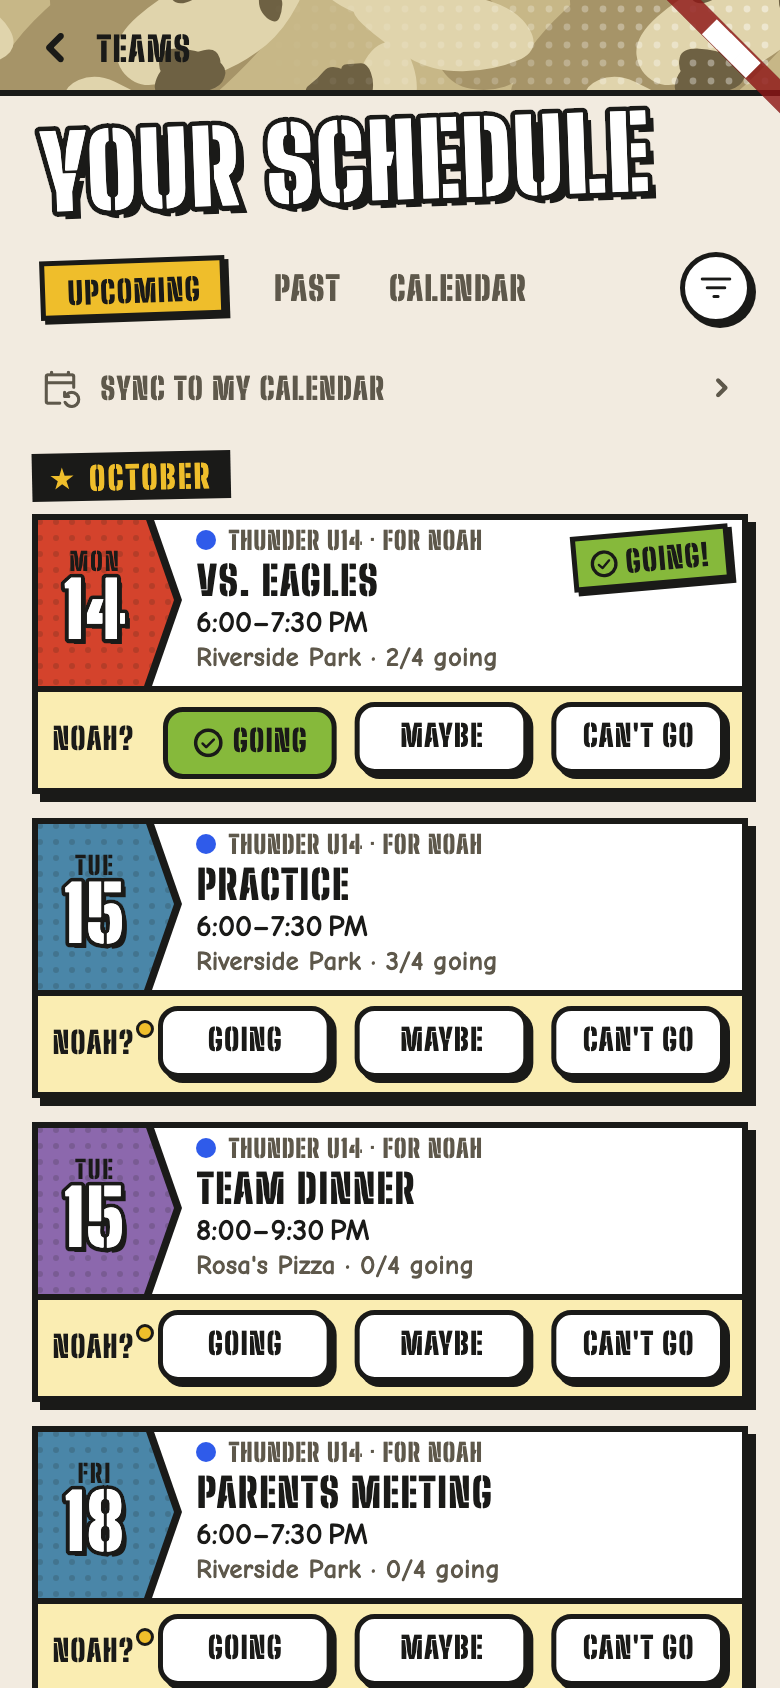 TEAMS
YOUR SCHEDULE
UPCOMING PAST CALENDAR
SYNC TO MY CALENDAR
★ OCTOBER
MON
14
THUNDER U14 · FOR NOAH
GOING!
VS. EAGLES
6:00–7:30 PM
Riverside Park · 2/4 going
NOAH? GOING MAYBE CAN'T GO
TUE
15
THUNDER U14 · FOR NOAH
PRACTICE
6:00–7:30 PM
Riverside Park · 3/4 going
NOAH? GOING MAYBE CAN'T GO
TUE
15
THUNDER U14 · FOR NOAH
TEAM DINNER
8:00–9:30 PM
Rosa's Pizza · 0/4 going
NOAH? GOING MAYBE CAN'T GO
FRI
18
THUNDER U14 · FOR NOAH
PARENTS MEETING
6:00–7:30 PM
Riverside Park · 0/4 going
NOAH? GOING MAYBE CAN'T GO